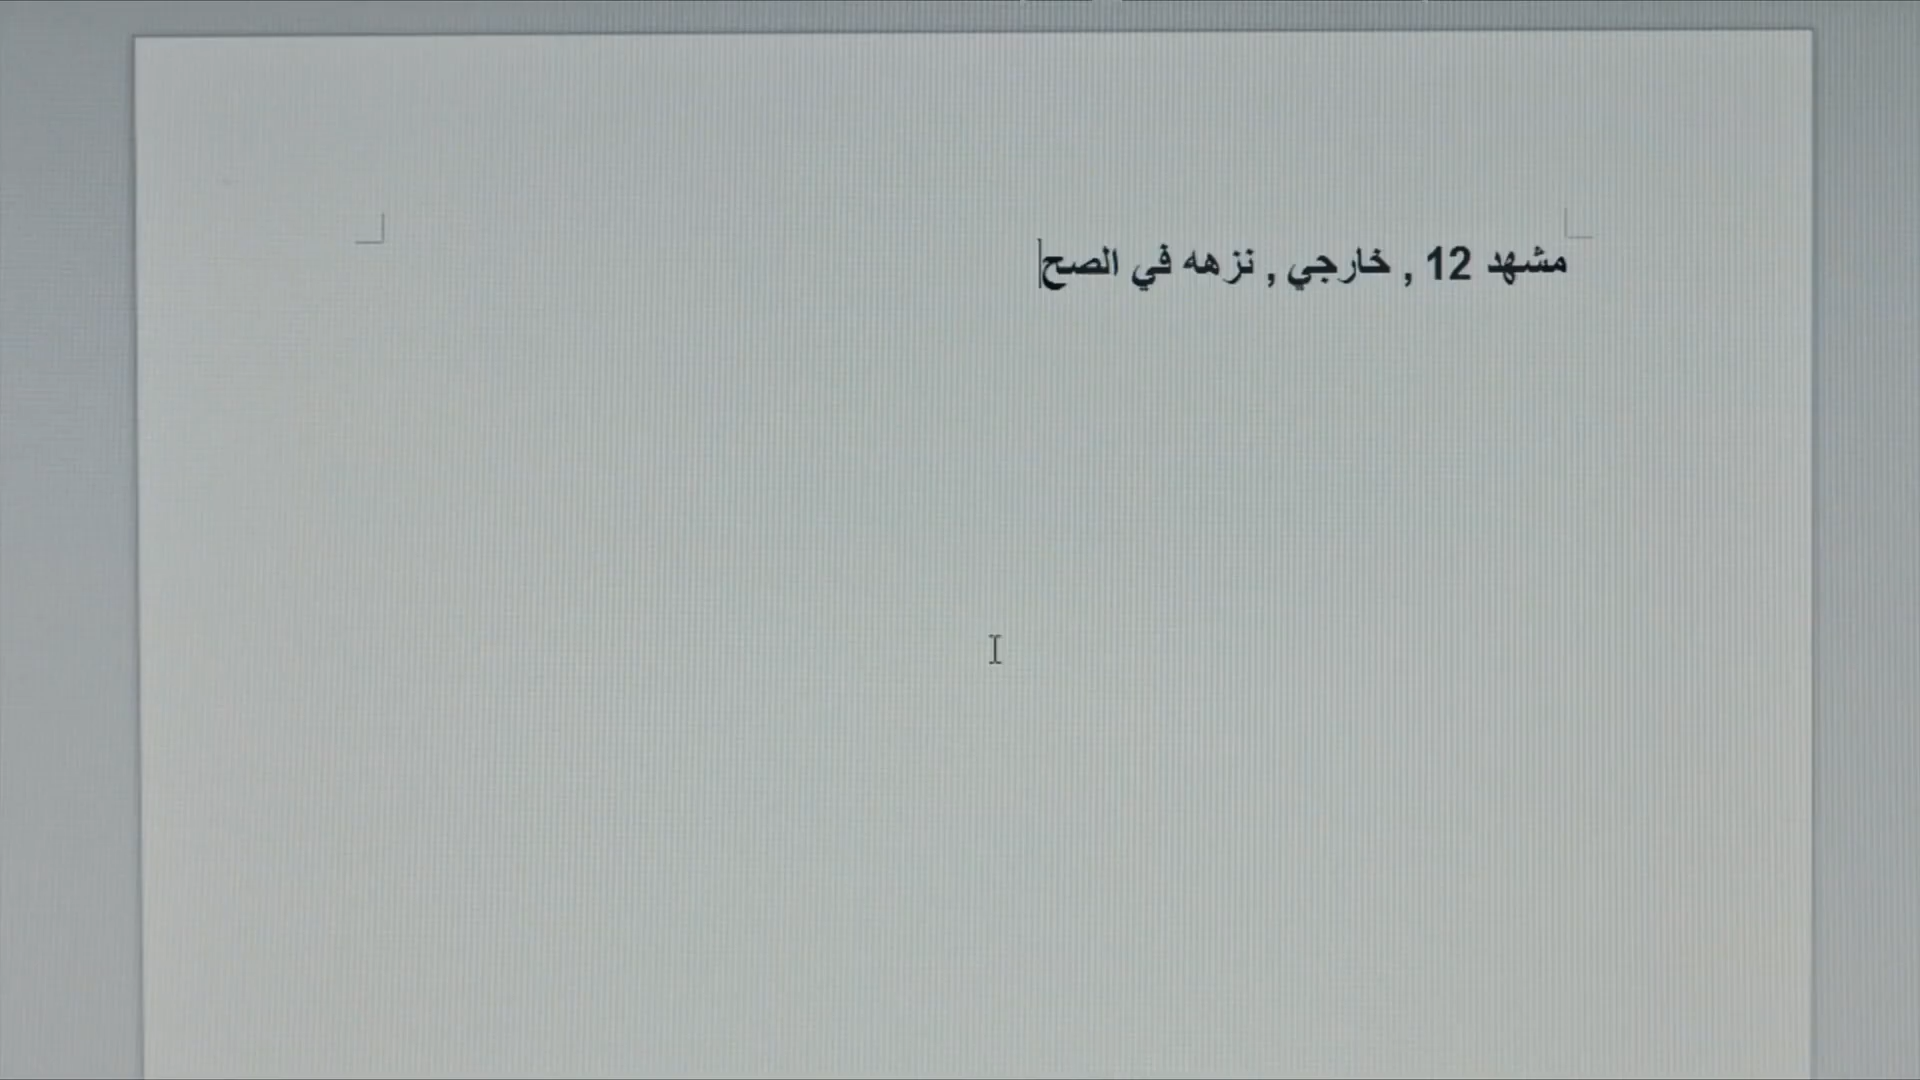 مشهد 12 , خارجي , نزهه في الصح